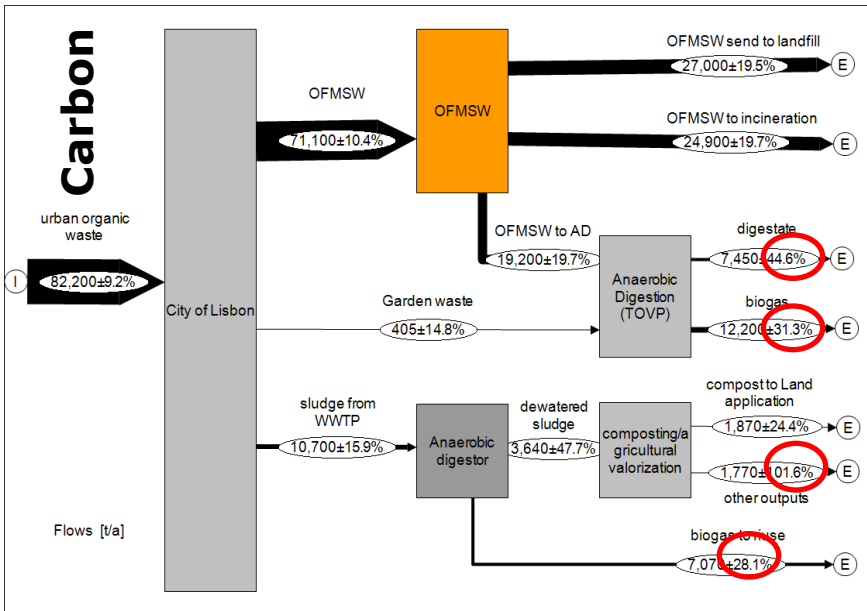 Carbon
urban organic
waste
I
82,200±9.2%
City of Lisbon
OFMSW
71,100±10.4%
OFMSW
OFMSW send to landfill
27,000±19.5%
E
OFMSW to incineration
24,900±19.7%
E
OFMSW to AD
19,200±19.7%
Garden waste
405±14.8%
Anaerobic
Digestion
(TOVP)
digestate
7,450±44.6%
E
biogas
12,200±31.3%
E
sludge from
WWTP
10,700±15.9%
Anaerobic
digestor
dewatered
sludge
3,640±47.7%
composting/a
gricultural
valorization
compost to Land
application
1,870±24.4%
E
1,770±101.6%
E
other outputs
7,070±28.1%
E
Flows [t/a]